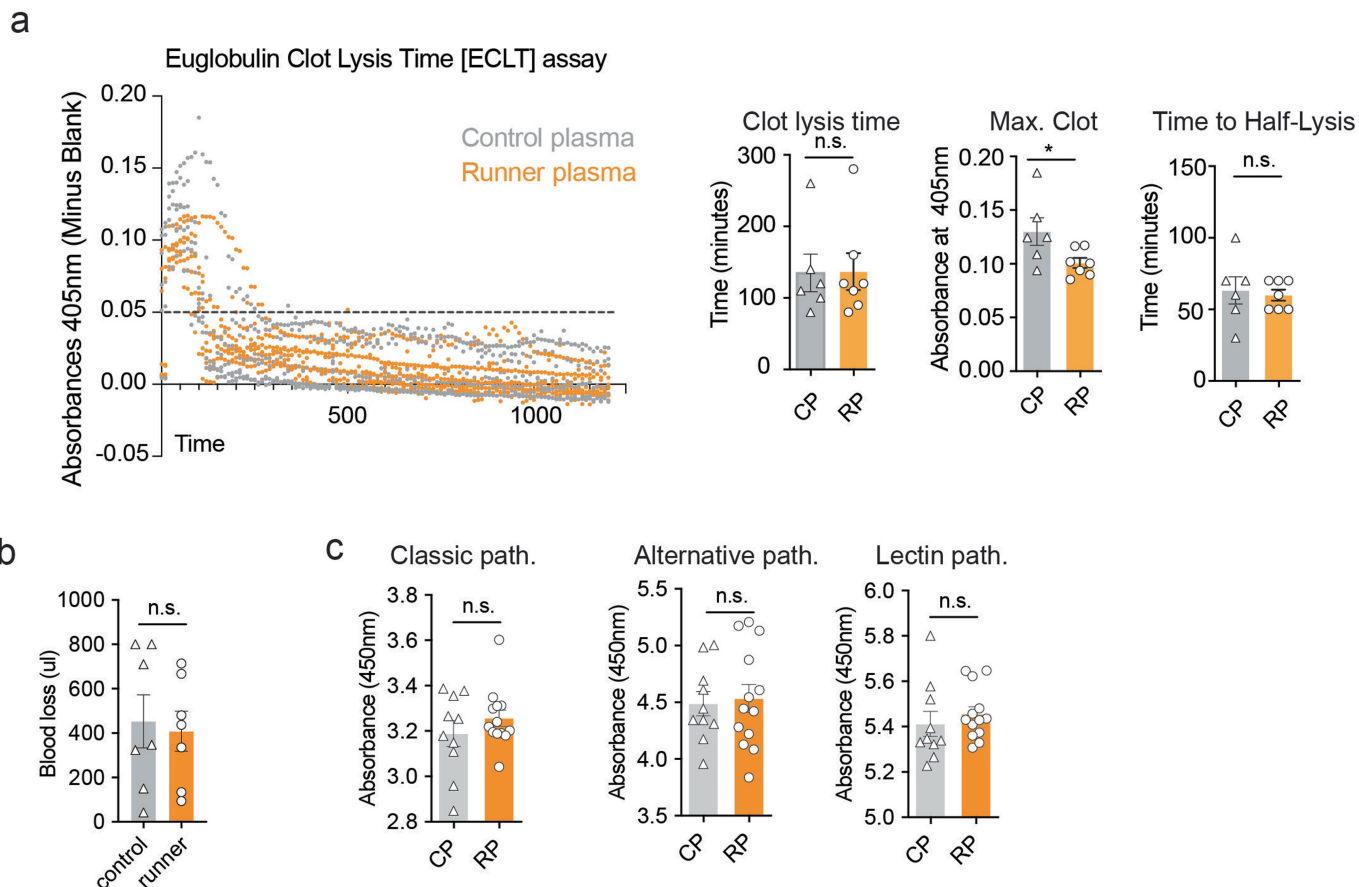 a
Euglobulin Clot Lysis Time [ECLT] assay
Absorbances 405nm (Minus Blank)
0.20
0.15
0.10
0.05
0.00
-0.05
Control plasma
Runner plasma
500
1000
Time
Clot lysis time
n.s.
Time (minutes)
300
200
100
0
CP
RP
Max. Clot
*
Absorbance at 405nm
0.20
0.15
0.10
0.05
0.00
CP
RP
Time to Half-Lysis
n.s.
Time (minutes)
150
100
50
0
CP
RP
b
n.s.
Blood loss (ul)
1000
800
600
400
200
0
control
runner
c
Classic path.
n.s.
Absorbance (450nm)
3.8
3.6
3.4
3.2
3.0
2.8
CP
RP
Alternative path.
n.s.
Absorbance (450nm)
5.5
5.0
4.5
4.0
3.5
CP
RP
Lectin path.
n.s.
Absorbance (450nm)
6.0
5.8
5.6
5.4
5.2
5.0
CP
RP